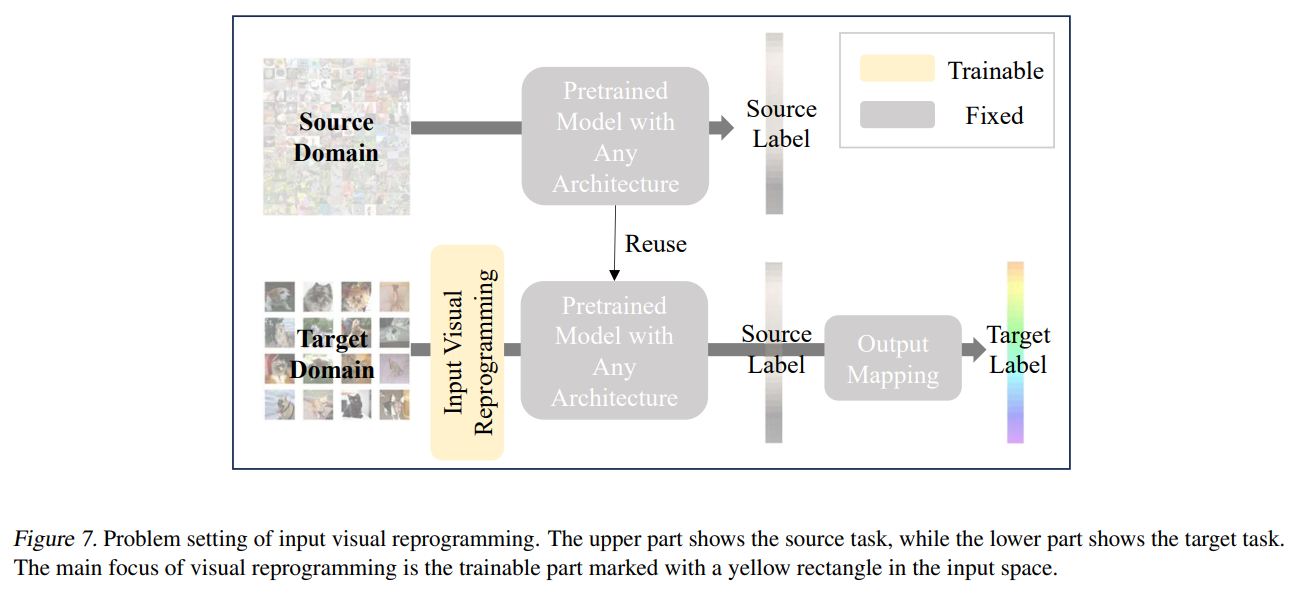 Source
Domain
Pretrained
Model with
Any
Architecture
Source
Label
Trainable
Fixed
Reuse
Target
Domain
Input Visual
Reprogramming
Pretrained
Model with
Any
Architecture
Source
Label
Output
Mapping
Target
Label
Figure 7. Problem setting of input visual reprogramming. The upper part shows the source task, while the lower part shows the target task.
The main focus of visual reprogramming is the trainable part marked with a yellow rectangle in the input space.